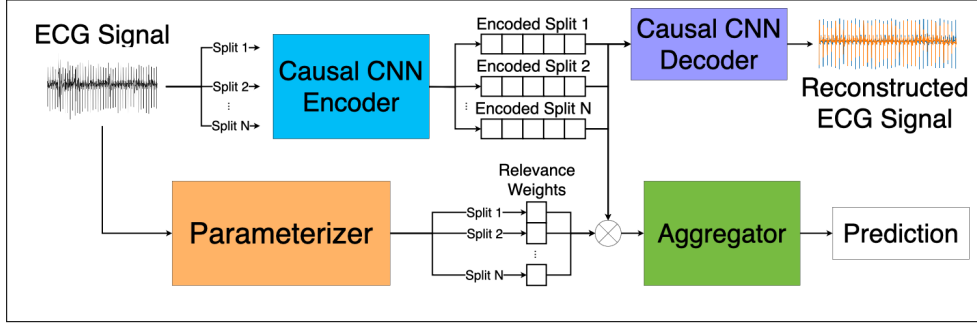 ECG Signal
Split 1
Split 2
⋮
Split N
Causal CNN
Encoder
Encoded Split 1
Encoded Split 2
⋮
Encoded Split N
Causal CNN
Decoder
Reconstructed
ECG Signal
Parameterizer
Relevance
Weights
Split 1
Split 2
⋮
Split N
Aggregator
Prediction